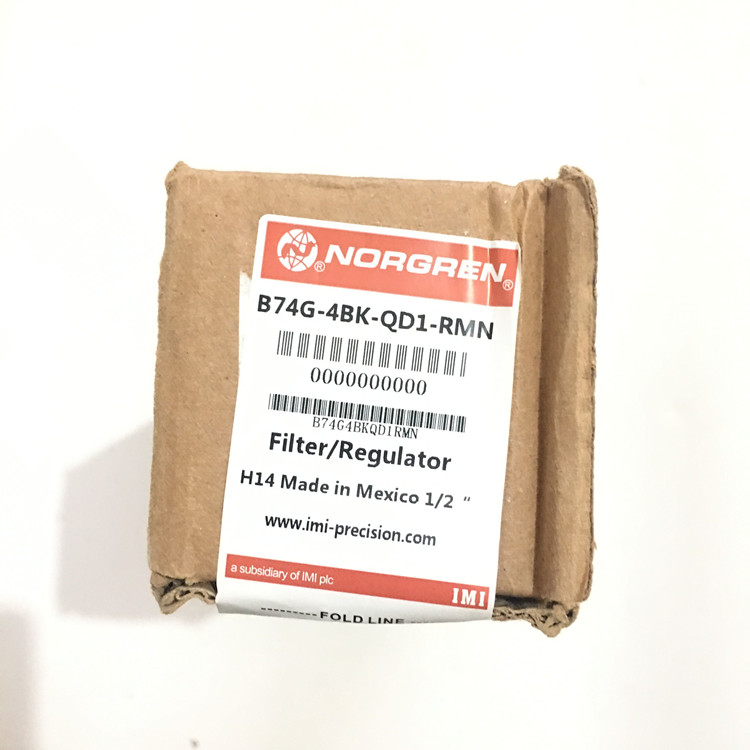 NORGREN®
B74G-4BK-QD1-RMN
0000000000
B74G4BKQD1RMN
Filter/Regulator
H14 Made in Mexico 1/2 “
www.imi-precision.com
a subsidiary of IMI plc
IMI
---------FOLD LINE ----